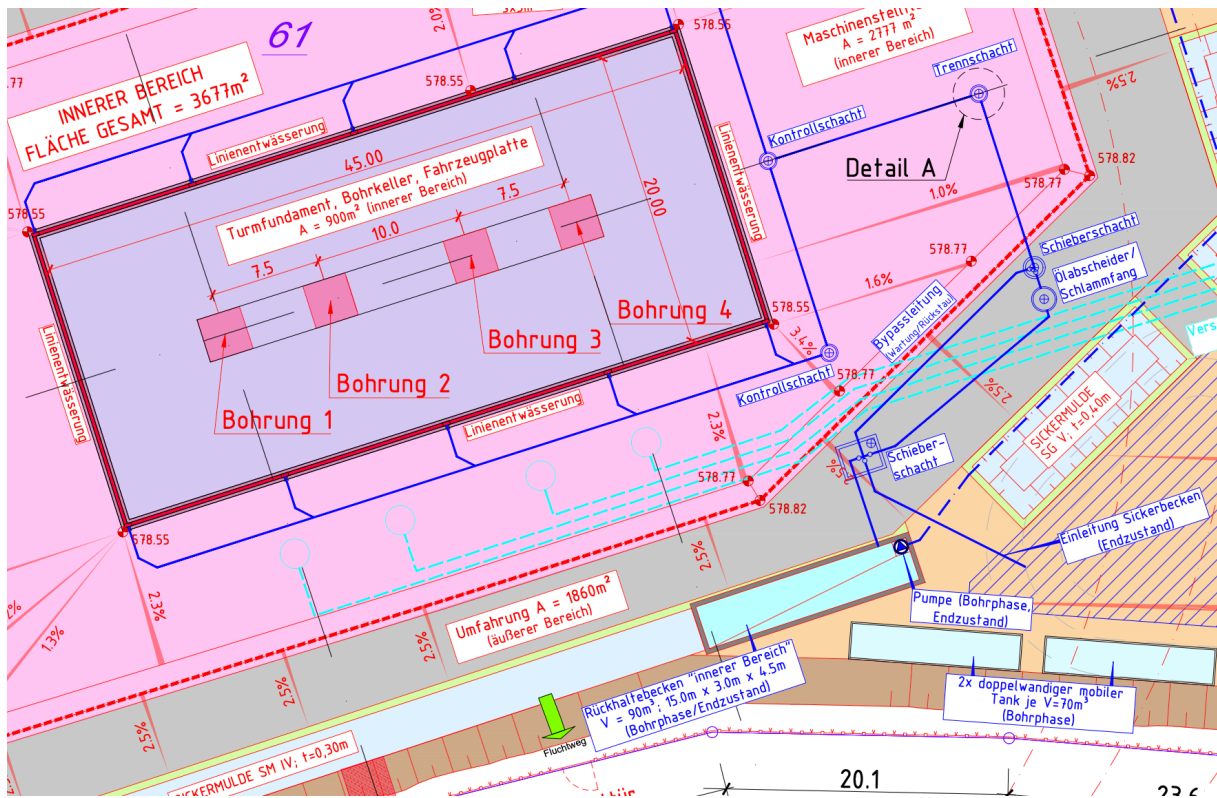 61
2.0%
578.55
Maschinenstellfl
A = 2777 m²
(innerer Bereich)
Trennschacht
2.5%
INNERER BEREICH
FLÄCHE GESAMT = 3677m²
578.55
Linienentwässerung
Linienentwässerung
Kontrollschacht
45.00
Detail A
578.77
578.82
1.0%
Turmfundament, Bohrkeller, Fahrzeugplatte
A = 900m² (innerer Bereich)
7.5
20.00
10.0
7.5
578.55
578.77
Schieberschacht
Ölabscheider/
Schlammfang
1.6%
Bypassleitung
(Wartung/Rückstau)
Bohrung 4
578.55
Bohrung 3
3.4%
Vers
Linienentwässerung
Bohrung 2
Kontrollschacht
578.77
2.5%
SICKERMULDE
SG V; t=0,40m
Bohrung 1
Linienentwässerung
2.3%
Schieber-
schacht
578.77
2.5%
578.82
578.55
Einleitung Sickerbecken
(Endzustand)
2.5%
2.3%
1.3%
Umfahrung A = 1860m²
(äußerer Bereich)
2.5%
Pumpe (Bohrphase,
Endzustand)
2.5%
2.5%
Rückhaltebecken "innerer Bereich"
V = 90m³; 15.0m x 3.0m x 4.5m
(Bohrphase/Endzustand)
2x doppelwandiger mobiler
Tank je V=70m³
(Bohrphase)
Fluchtweg
SICKERMULDE SM IV; t=0,30m
20.1
23.6